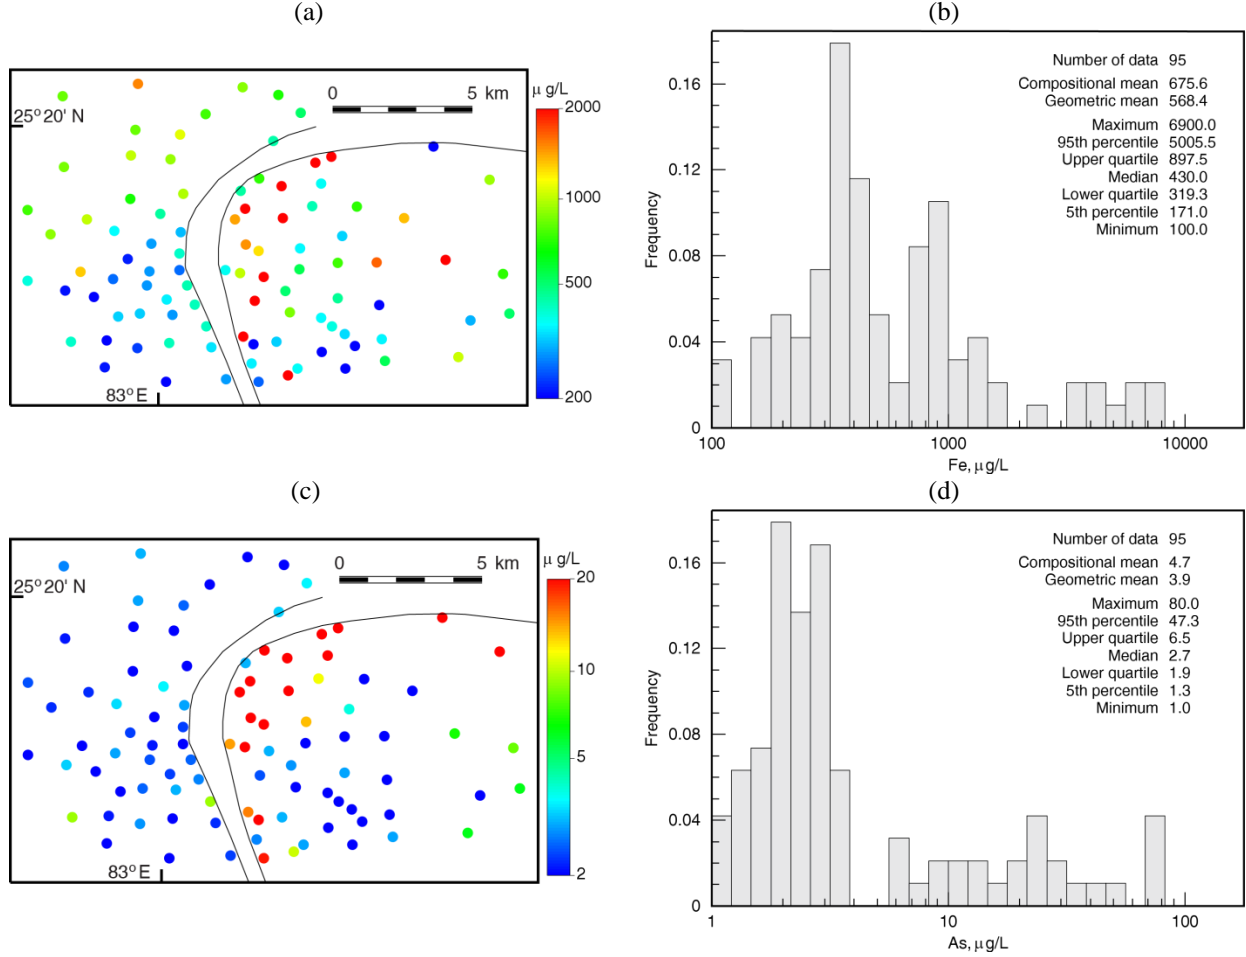 (a)
(b)
0 5 km
µ g/L
2000
1000
500
200
25° 20' N
83° E
Number of data 95
Compositional mean 675.6
Geometric mean 568.4
Maximum 6900.0
95th percentile 5005.5
Upper quartile 897.5
Median 430.0
Lower quartile 319.3
5th percentile 171.0
Minimum 100.0
Frequency
0.16
0.12
0.08
0.04
0
100 1000 10000
Fe, µ g/L
(c)
(d)
0 5 km
µ g/L
20
10
5
2
25° 20' N
83° E
Number of data 95
Compositional mean 4.7
Geometric mean 3.9
Maximum 80.0
95th percentile 47.3
Upper quartile 6.5
Median 2.7
Lower quartile 1.9
5th percentile 1.3
Minimum 1.0
Frequency
0.16
0.12
0.08
0.04
0
1 10 100
As, µ g/L